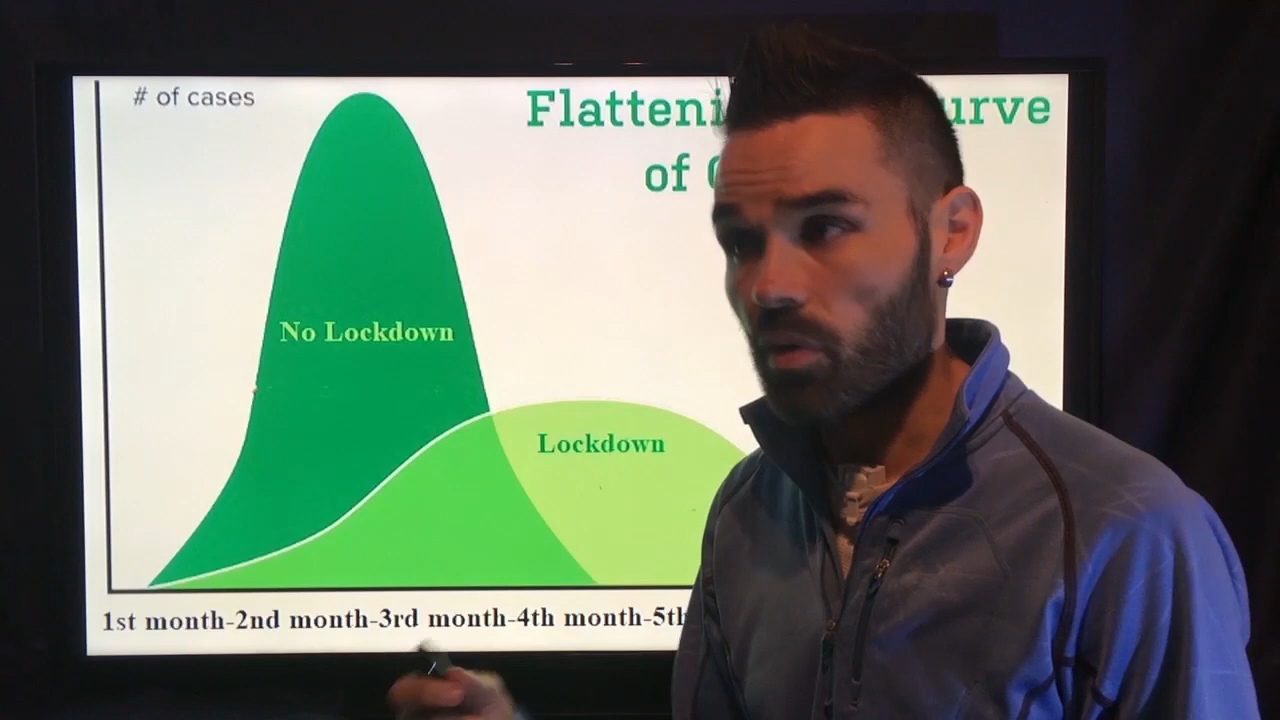 # of cases
Flatteni urve
of
No Lockdown
Lockdown
1st month-2nd month-3rd month-4th month-5th